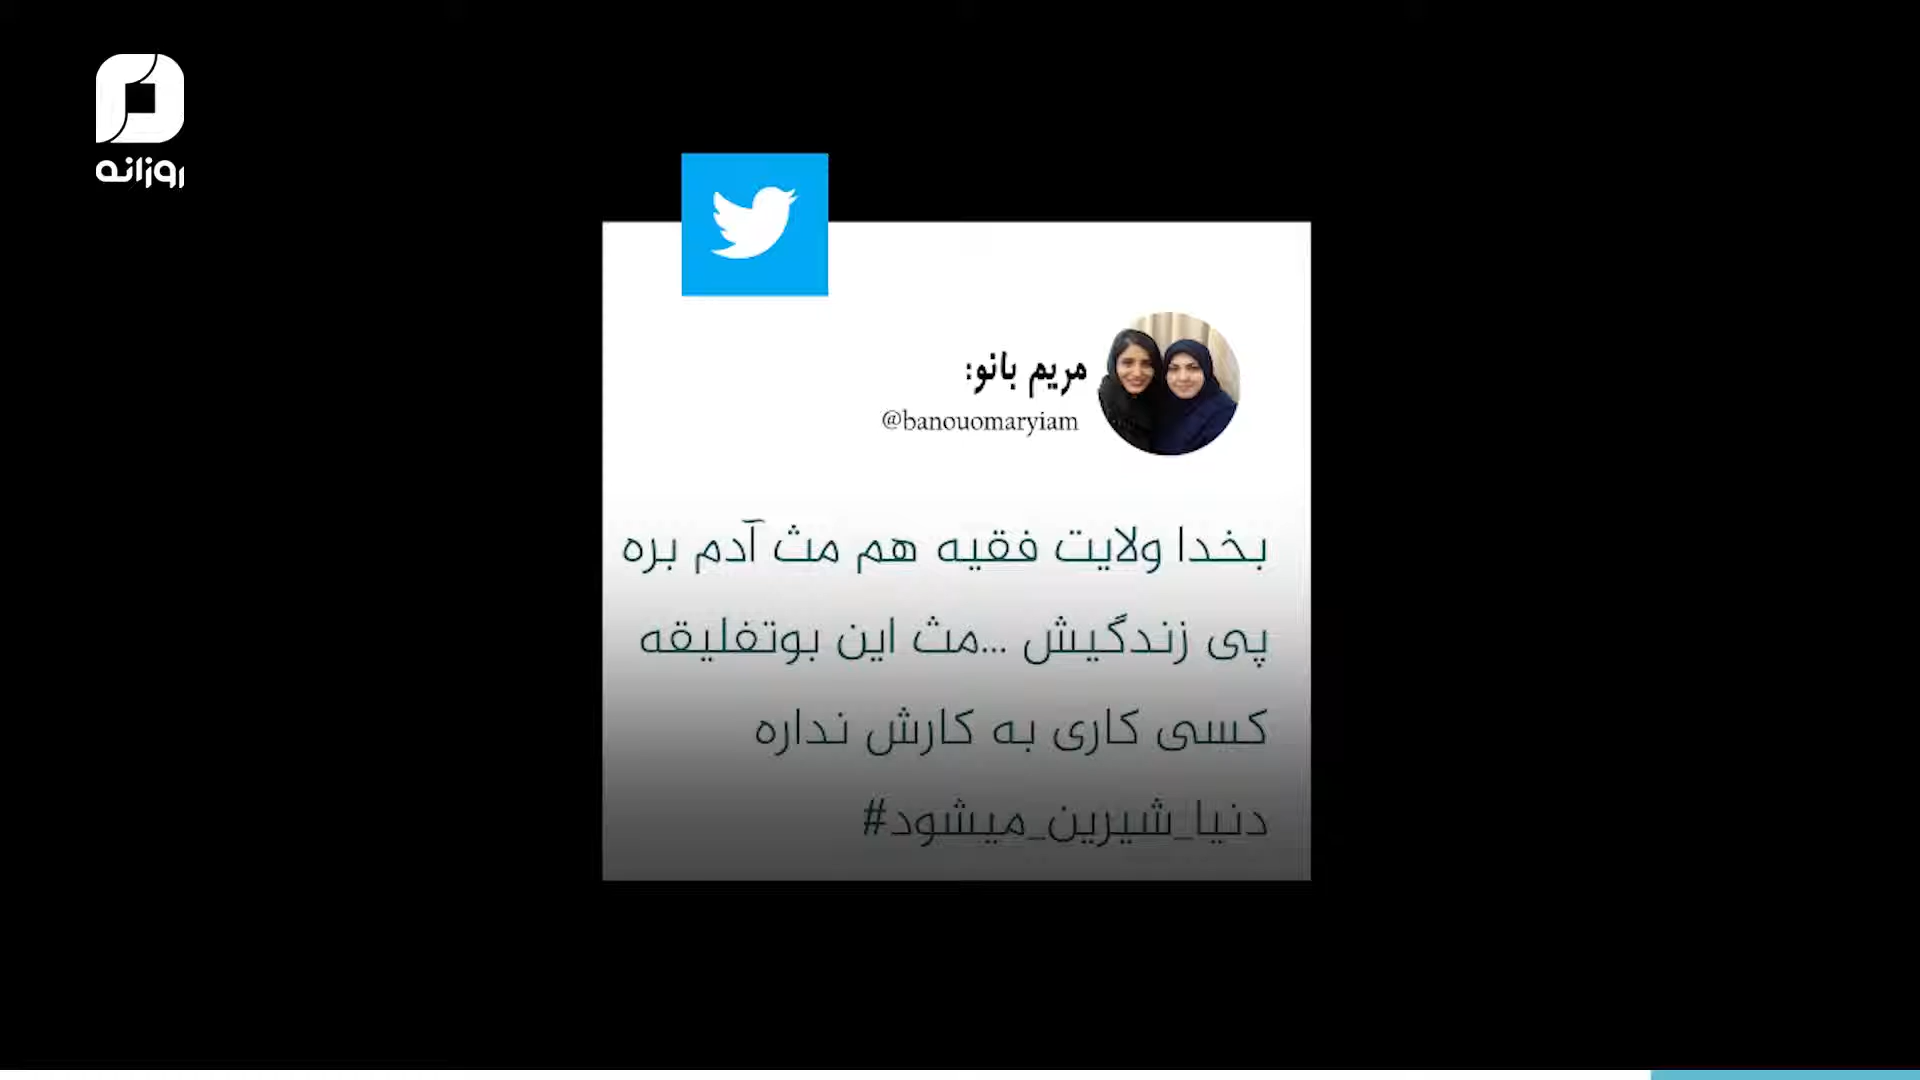 روزانه
مریم بانو:
@banouomaryiam
بخدا ولایت فقیه هم مث آدم بره
پی زندگیش ...مث این بوتفلیقه
کسی کاری به کارش نداره
دنیا_شیرین_میشود#